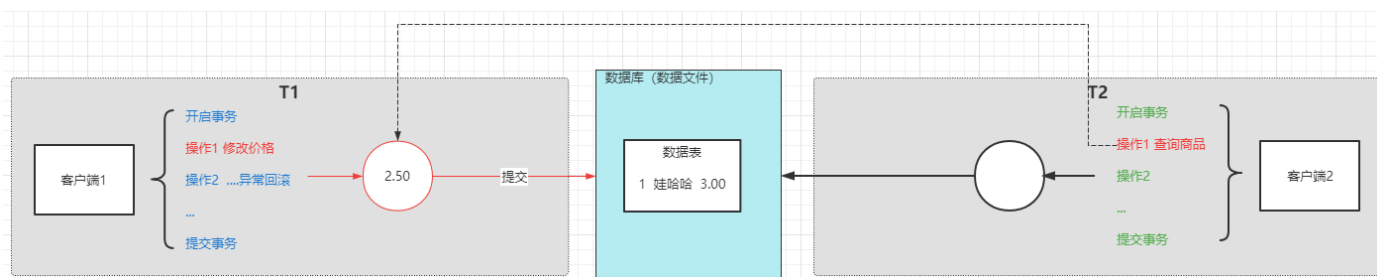 T1
客户端1
开启事务
操作1 修改价格
操作2 ....异常回滚
...
提交事务
2.50
提交
数据库（数据文件）
数据表
1 娃哈哈 3.00
T2
开启事务
操作1 查询商品
操作2
...
提交事务
客户端2